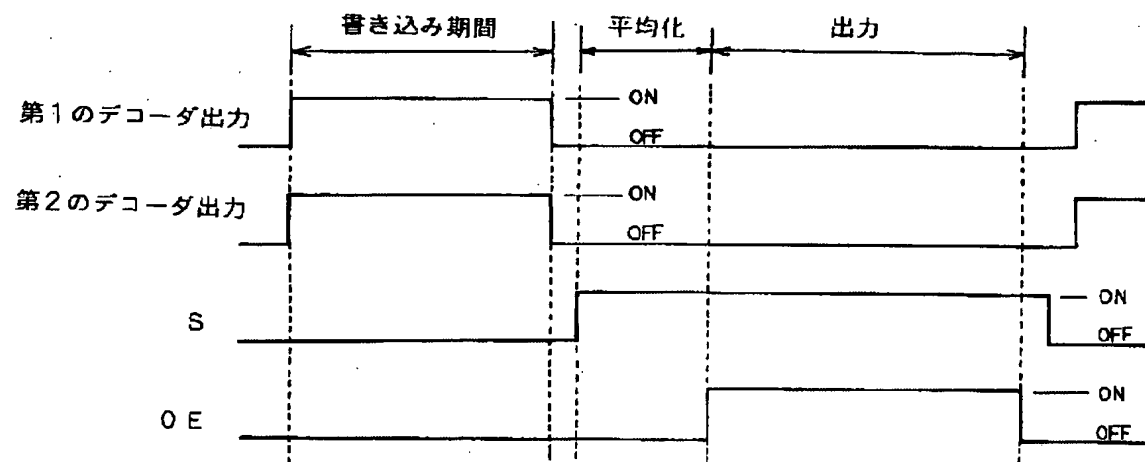 書き込み期間
平均化
出力
第1のデコーダ出力
ON
OFF
第2のデコーダ出力
ON
OFF
S
ON
OFF
OE
ON
OFF